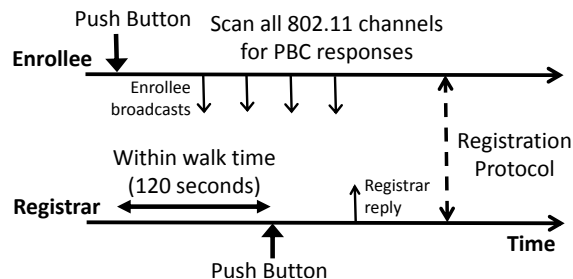 Push Button
Scan all 802.11 channels
for PBC responses
Enrollee
Enrollee
broadcasts
Within walk time
(120 seconds)
Registrar
reply
Registration
Protocol
Registrar
Time
Push Button